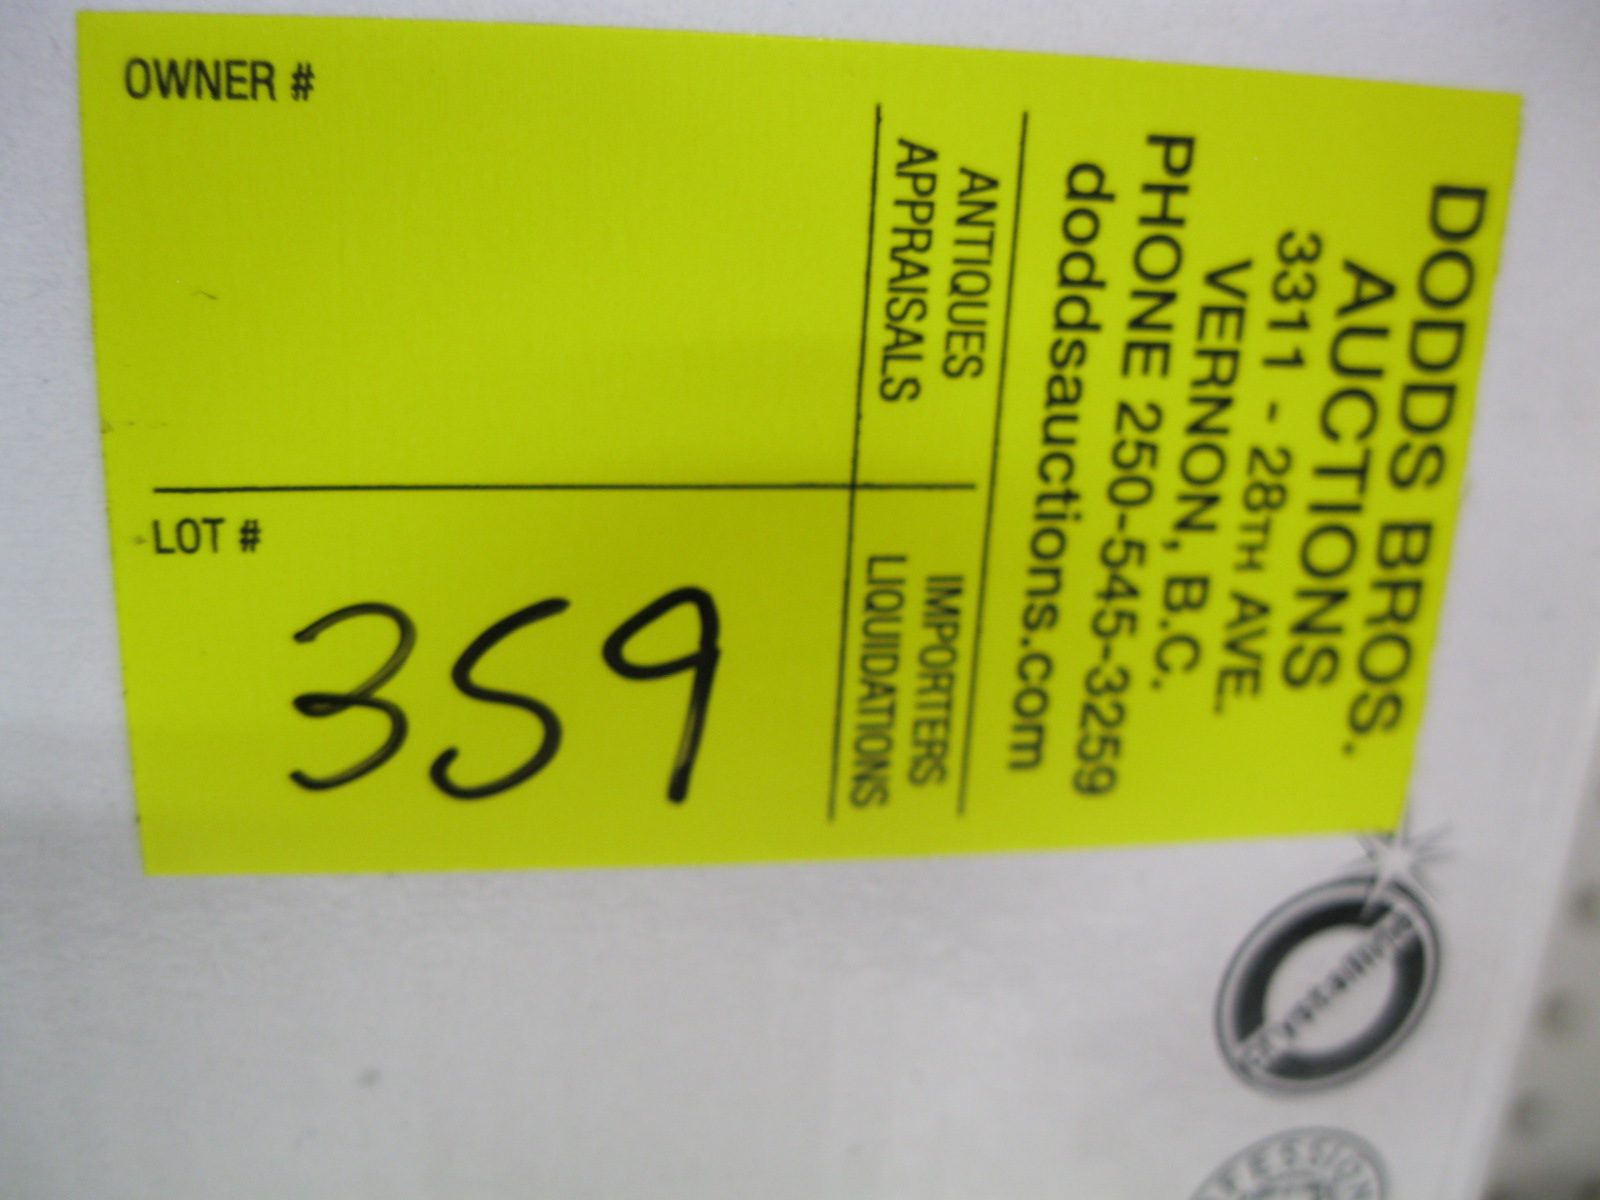 DODDS BROS.
AUCTIONS
3311 - 28TH AVE.
VERNON, B.C.
PHONE 250-545-3259
doddsauctions.com
ANTIQUES
APPRAISALS
IMPORTERS
LIQUIDATIONS
OWNER #
LOT #
359